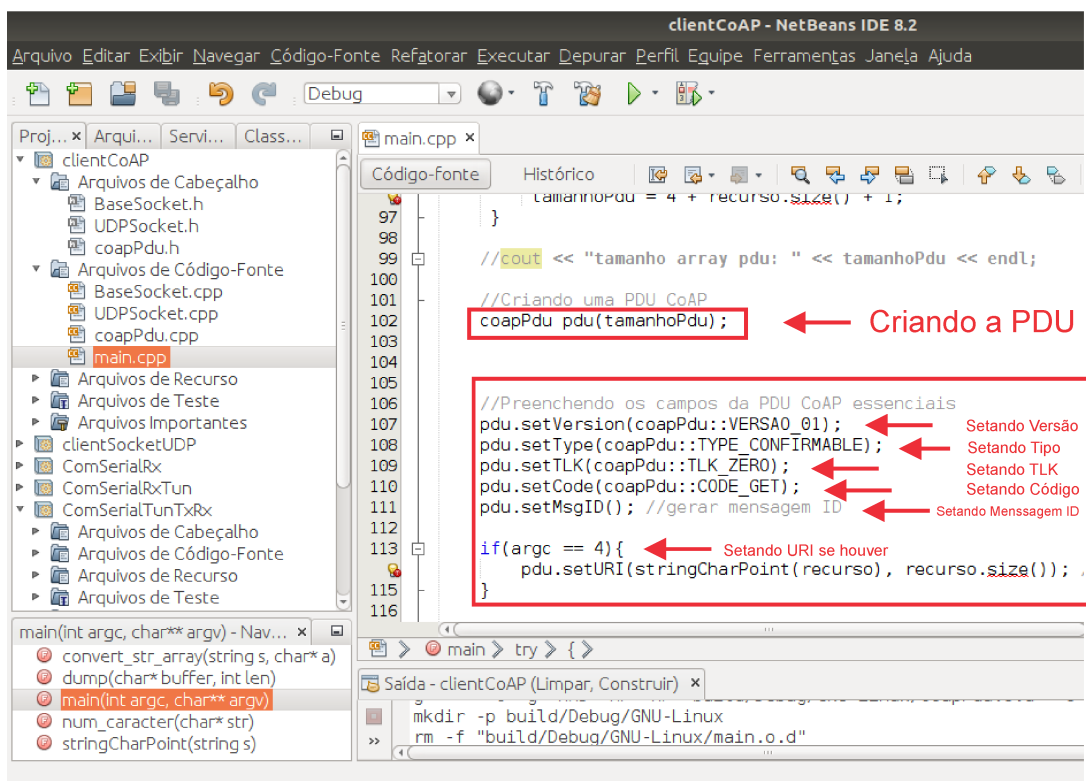 clientCoAP - NetBeans IDE 8.2
Arquivo Editar Exibir Navegar Código-Fonte Refatorar Executar Depurar Perfil Equipe Ferramentas Janela Ajuda
Debug
Proj... × Arqui... Servi... Class...
clientCoAP
Arquivos de Cabeçalho
BaseSocket.h
UDPSocket.h
coapPdu.h
Arquivos de Código-Fonte
BaseSocket.cpp
UDPSocket.cpp
coapPdu.cpp
main.cpp
Arquivos de Recurso
Arquivos de Teste
Arquivos Importantes
clientSocketUDP
ComSerialRx
ComSerialRxTun
ComSerialTunTxRx
Arquivos de Cabeçalho
Arquivos de Código-Fonte
Arquivos de Recurso
Arquivos de Teste
main(int argc, char** argv) - Nav... ×
convert_str_array(string s, char* a)
dump(char* buffer, int len)
main(int argc, char** argv)
num_caracter(char* str)
stringCharPoint(string s)
main.cpp ×
Código-fonte Histórico
tamanhoPdu = 4 + recurso.size() + 1;
97 }
98
99 //cout << "tamanho array pdu: " << tamanhoPdu << endl;
100
101 //Criando uma PDU CoAP
102 coapPdu pdu(tamanhoPdu); Criando a PDU
103
104
105
106 //Preenchendo os campos da PDU CoAP essenciais
107 pdu.setVersion(coapPdu::VERSAO_01); Setando Versão
108 pdu.setType(coapPdu::TYPE_CONFIRMABLE); Setando Tipo
109 pdu.setTLK(coapPdu::TLK_ZERO); Setando TLK
110 pdu.setCode(coapPdu::CODE_GET); Setando Código
111 pdu.setMsgID(); //gerar mensagem ID Setando Menssagem ID
112
113 if(argc == 4){ Setando URI se houver
pdu.setURI(stringCharPoint(recurso), recurso.size()); /
115 }
116
main try {}
Saída - clientCoAP (Limpar, Construir) ×
mkdir -p build/Debug/GNU-Linux
rm -f "build/Debug/GNU-Linux/main.o.d"